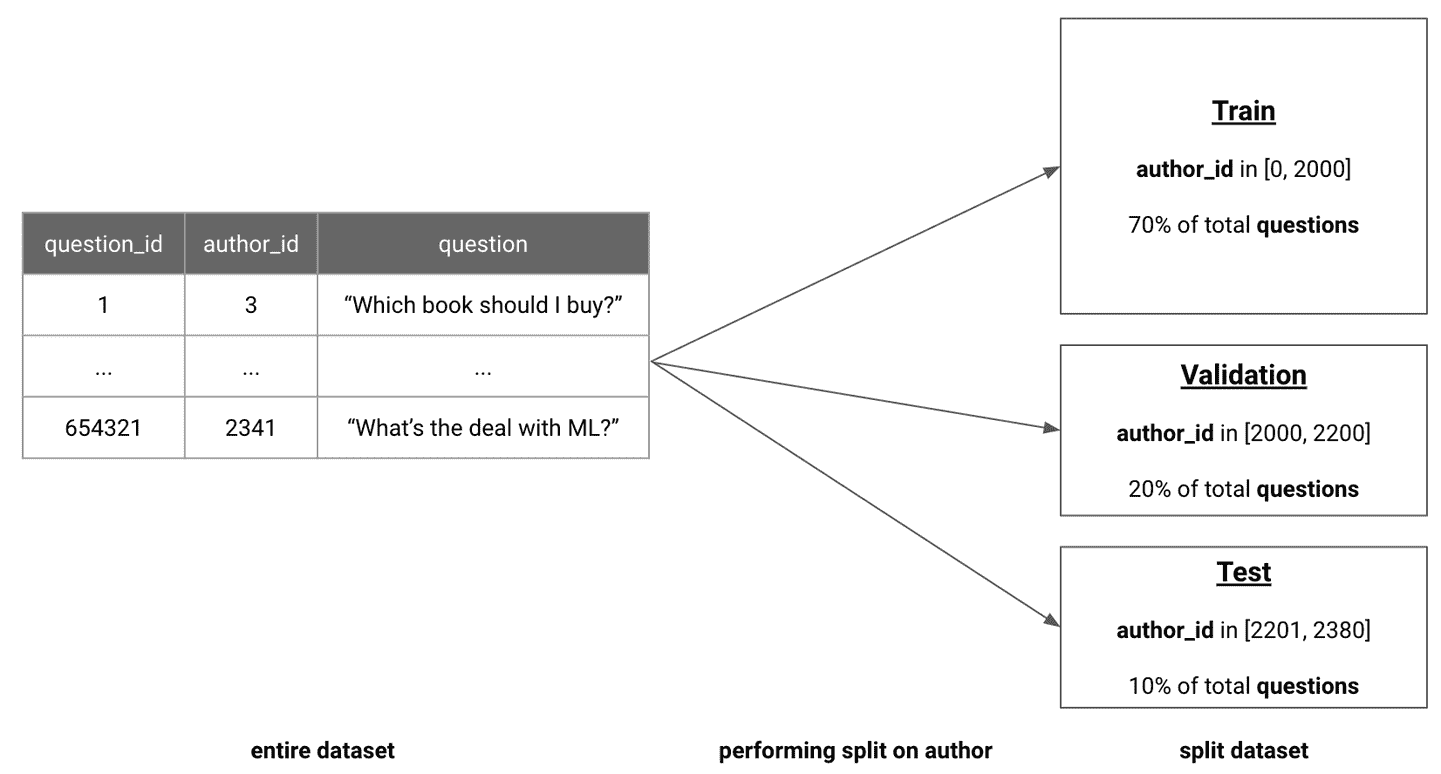 question_id author_id question
1 3 “Which book should I buy?”
... ... ...
654321 2341 “What’s the deal with ML?”
Train
author_id in [0, 2000]
70% of total questions
Validation
author_id in [2000, 2200]
20% of total questions
Test
author_id in [2201, 2380]
10% of total questions
entire dataset performing split on author split dataset